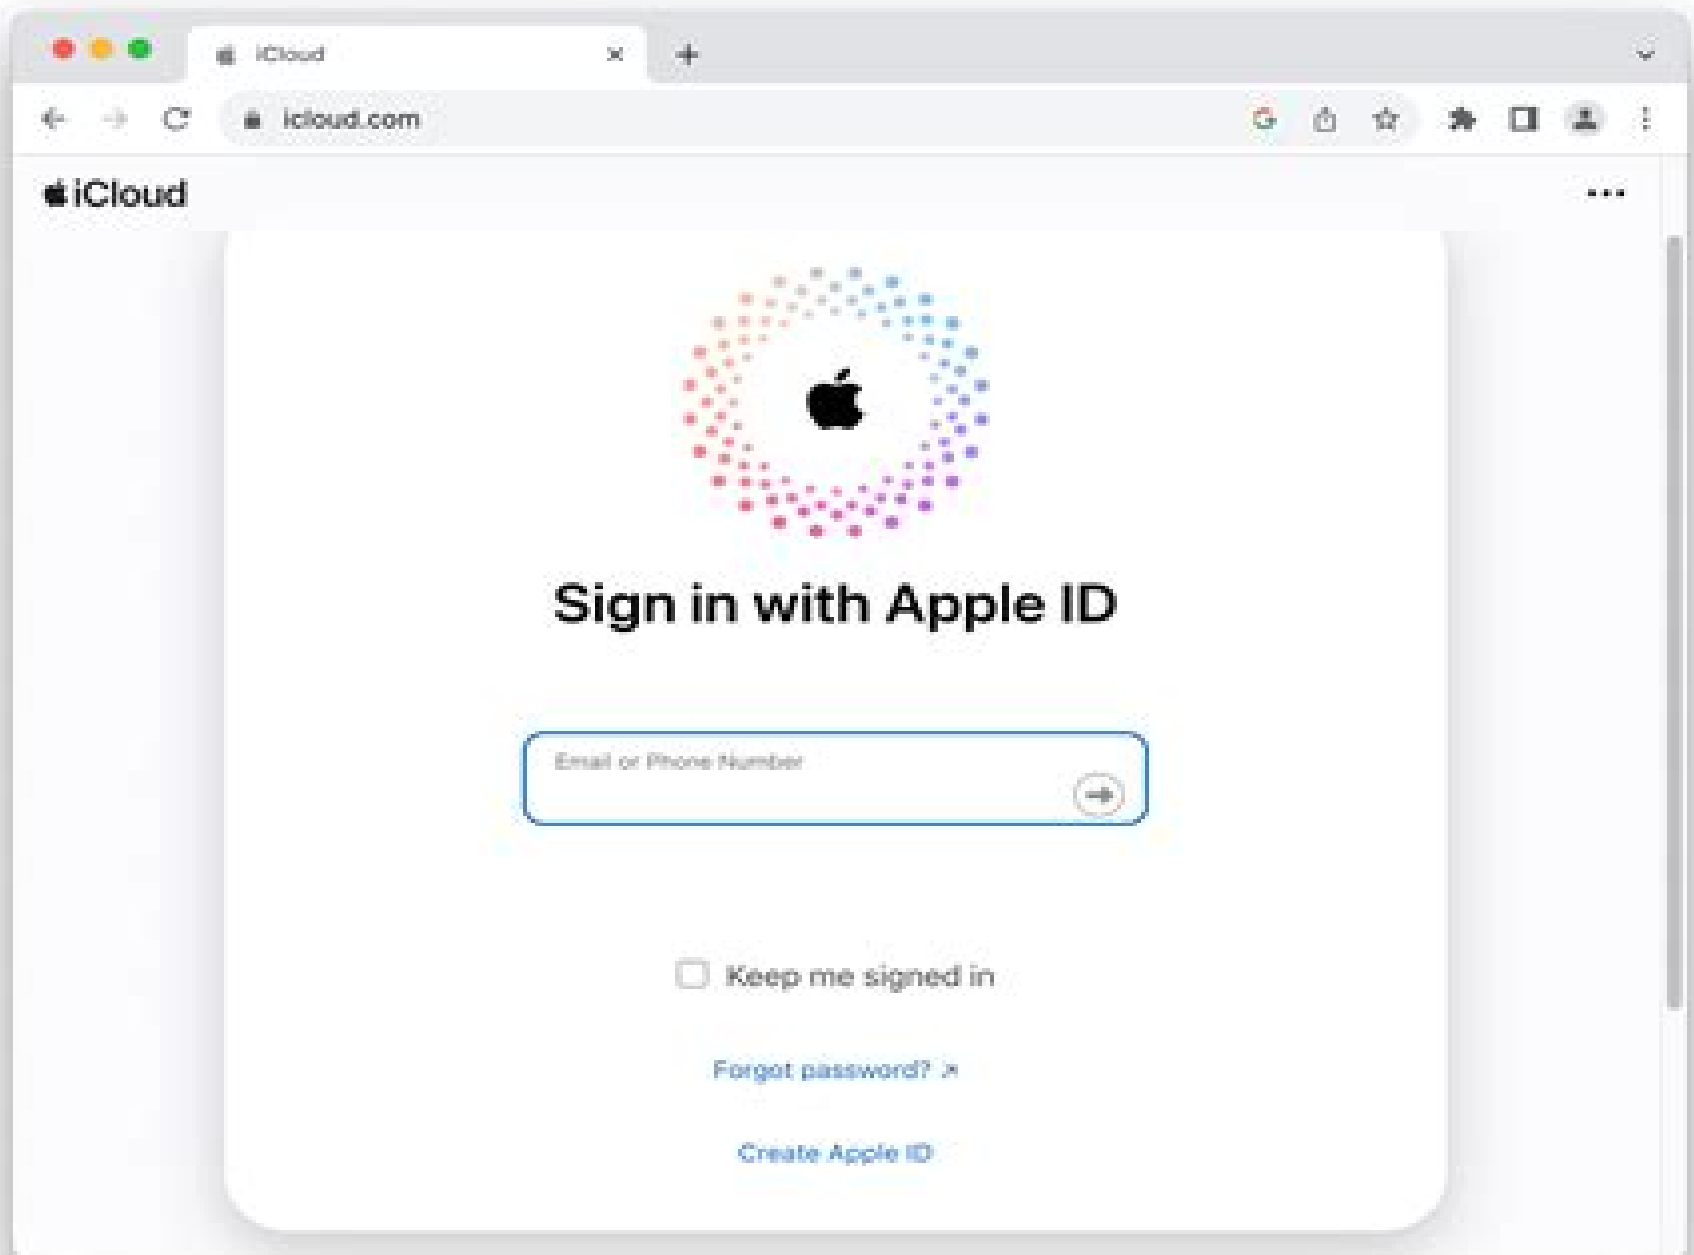 iCloud
icloud.com
iCloud
Sign in with Apple ID
Email or Phone Number
Keep me signed in
Forgot password?
Create Apple ID